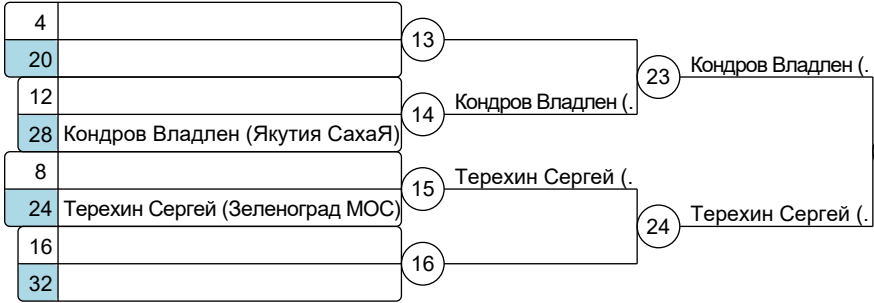 4
13
20
23
Кондров Владлен (.
12
14
Кондров Владлен (.
28 Кондров Владлен (Якутия СахаЯ)
8
15
Терехин Сергей (.
24 Терехин Сергей (Зеленоград МОС)
24
Терехин Сергей (.
16
16
32